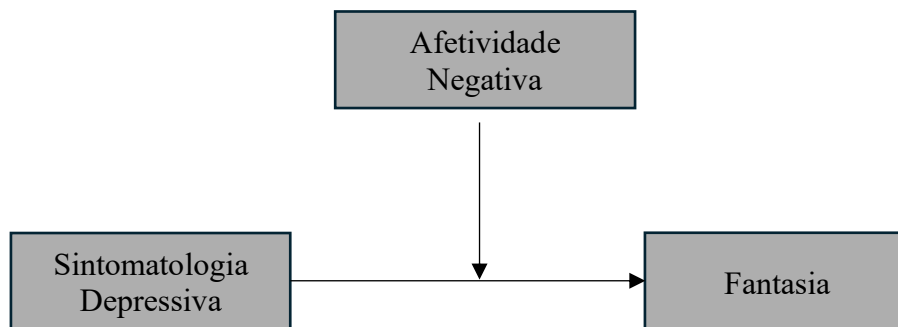 Afetividade
Negativa
Sintomatologia
Depressiva
Fantasia